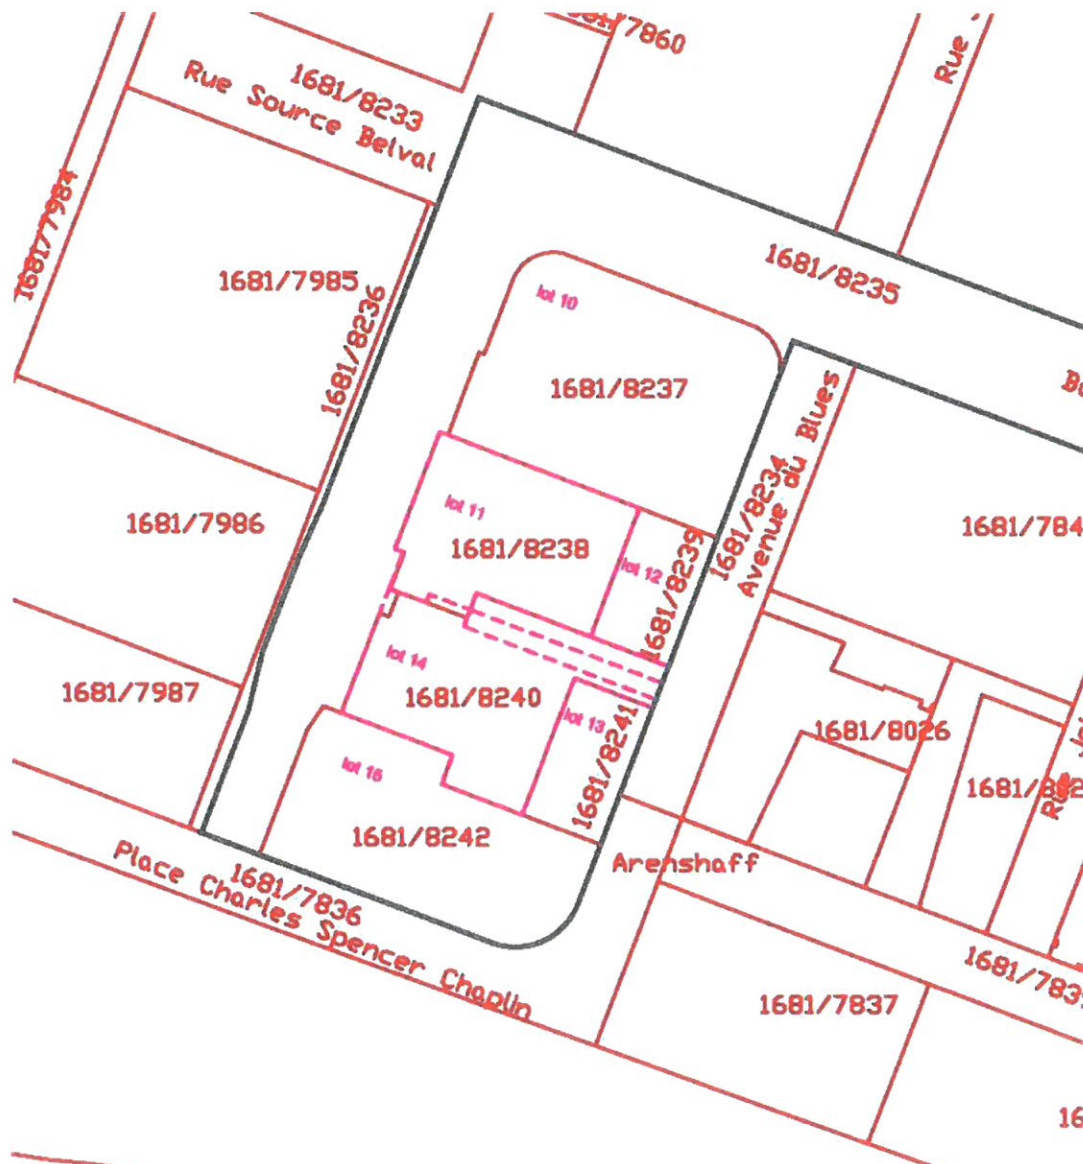 1681/7860
Rue
1681/8233
Rue Source Belval
1681/7984
1681/7985
1681/8236
1681/8235
lot 10
1681/8237
1681/8234
Avenue du Blues
1681/7986
lot 11
1681/8238
lot 12
1681/8239
1681/7987
lot 14
1681/8240
lot 13
1681/8241
1681/8026
lot 15
1681/8242
Arenshaff
1681/7836
Place Charles Spencer Chaplin
1681/7837